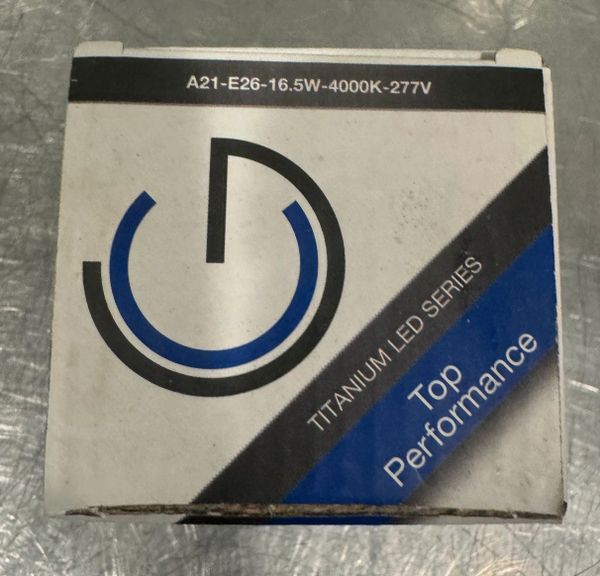 A21-E26-16.5W-4000K-277V
TITANIUM LED SERIES
Top
Performance